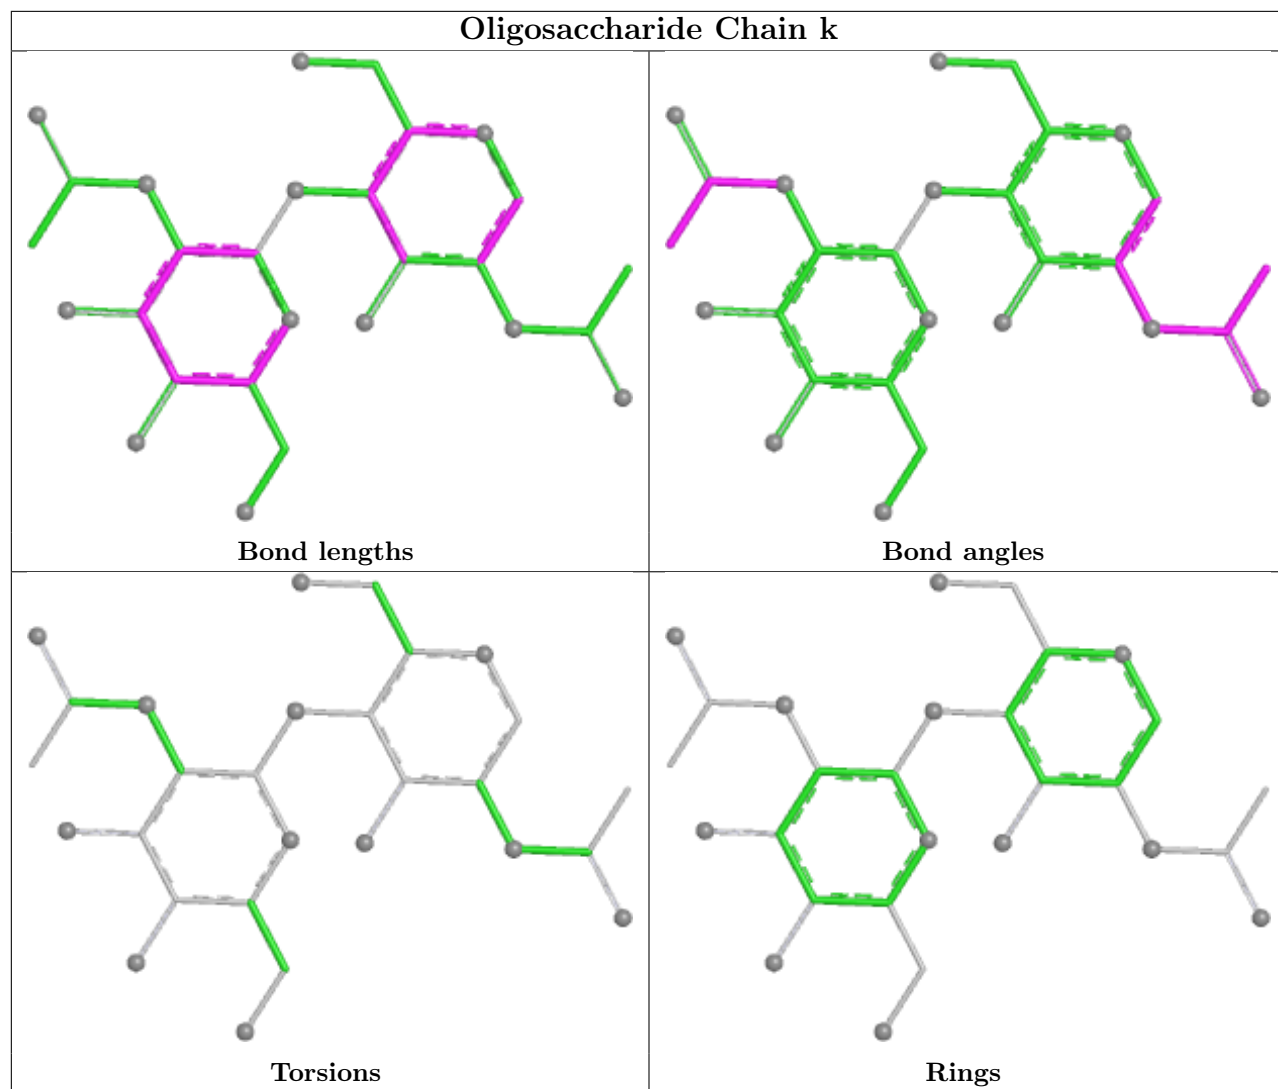 Oligosaccharide Chain k
Bond lengths
Bond angles
Torsions
Rings